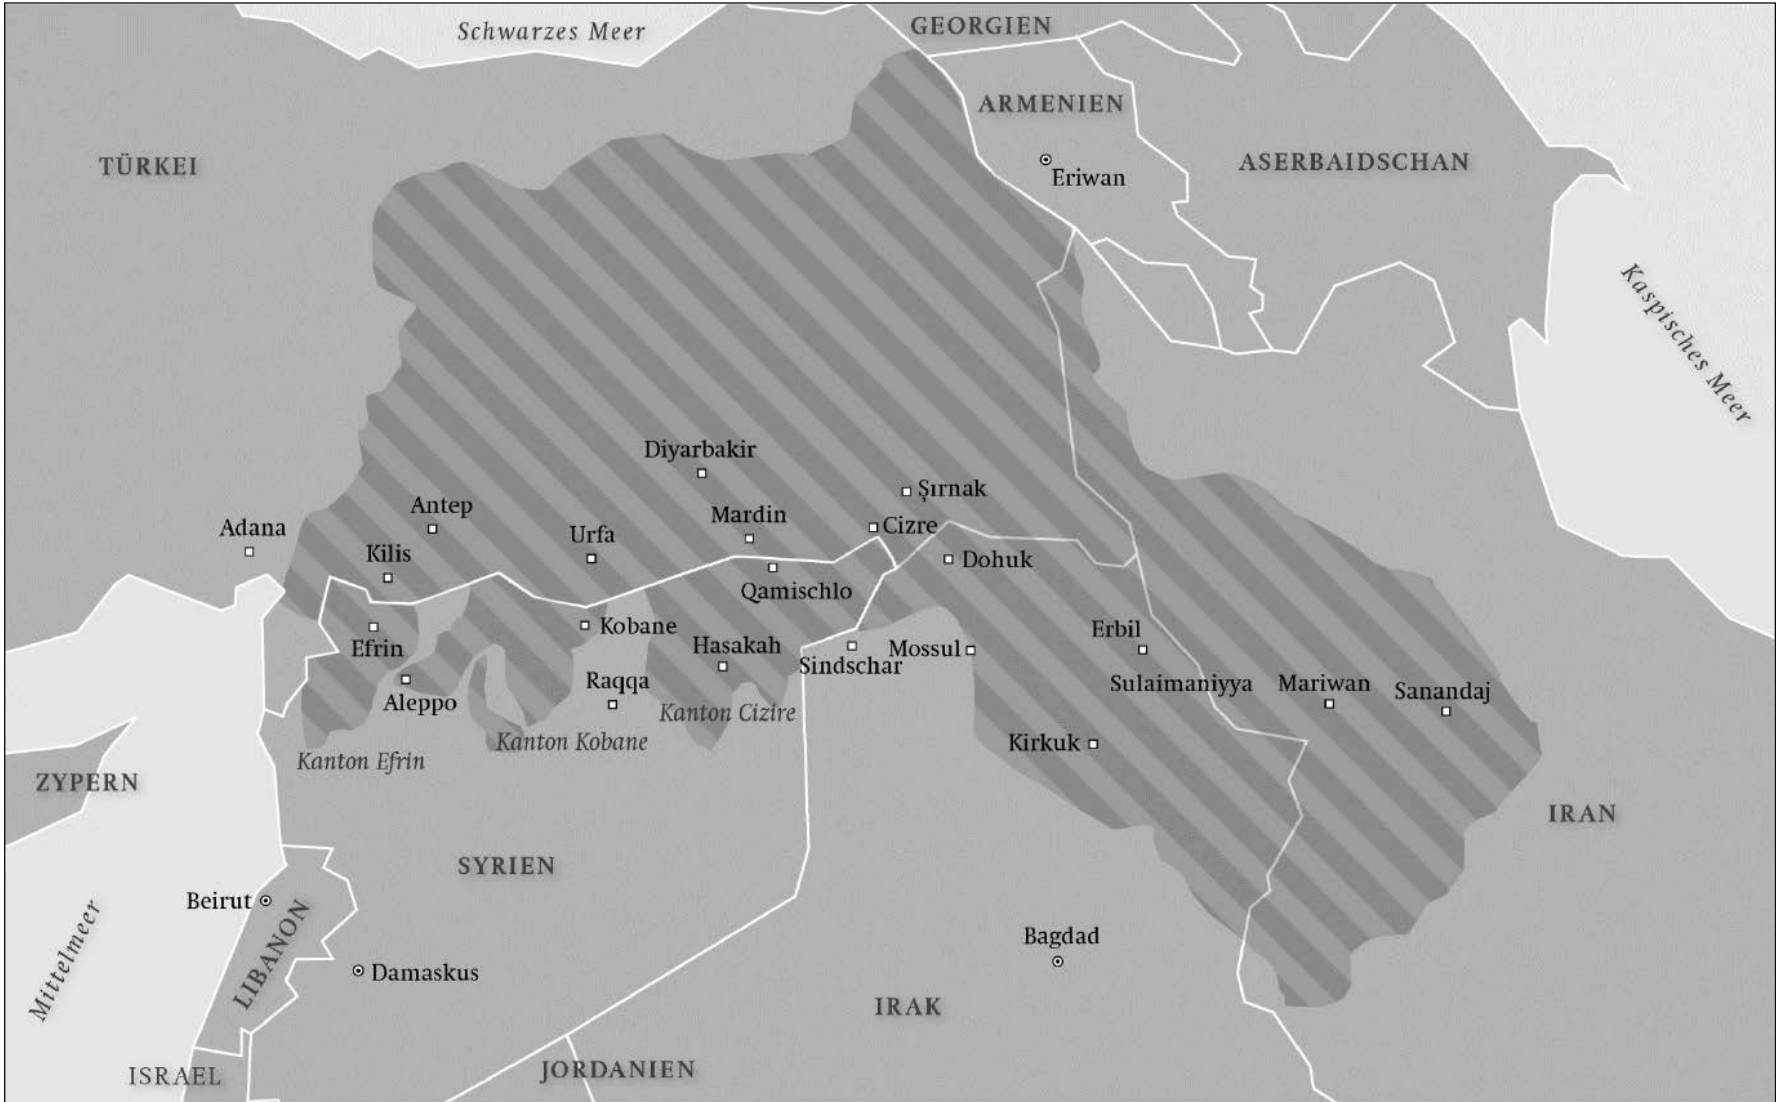 Schwarzes Meer
GEORGIEN
ARMENIEN
TÜRKEI
ASERBAIDSCHAN
Eriwan
Kaspisches Meer
Diyarbakir
Şırnak
Antep
Mardin
Adana
Cizre
Urfa
Kilis
Dohuk
Qamischlo
Kobane
Erbil
Efrin
Hasakah
Mossul
Sindschar
Raqqa
Sulaimaniyya
Mariwan
Sanandaj
Aleppo
Kanton Cizire
Kanton Kobane
Kirkuk
Kanton Efrin
ZYPERN
IRAN
SYRIEN
Beirut
LIBANON
Bagdad
Mittelmeer
Damaskus
IRAK
JORDANIEN
ISRAEL